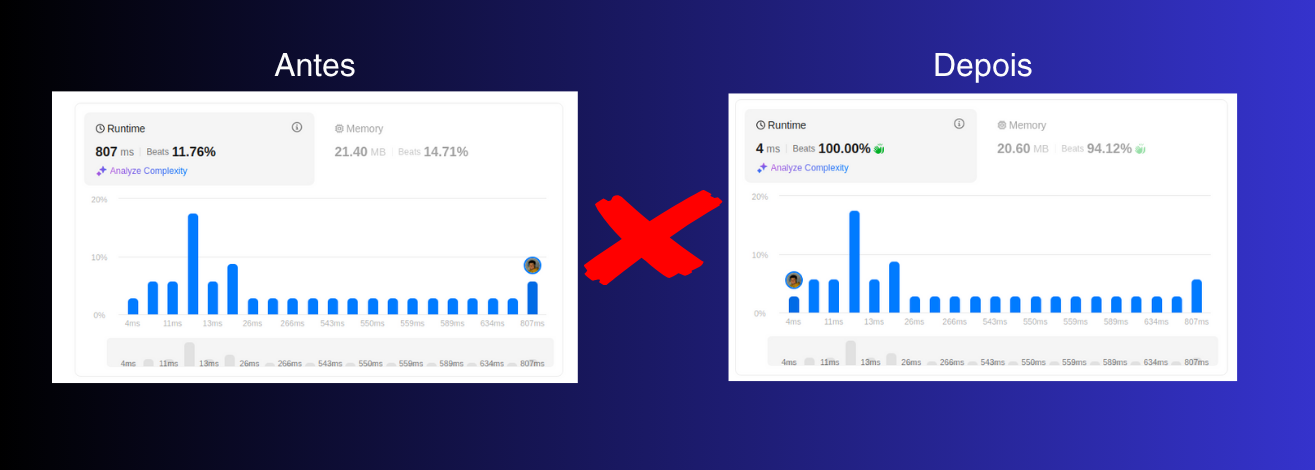 Antes
Depois
Runtime
Memory
807 ms | Beats 11.76%
21.40 MB | Beats 14.71%
Analyze Complexity
20%
10%
0%
4ms 11ms 13ms 26ms 266ms 543ms 550ms 559ms 589ms 634ms 807ms
4ms 11ms 13ms 26ms 266ms 543ms 550ms 559ms 589ms 634ms 807ms
Runtime
Memory
4 ms | Beats 100.00%
20.60 MB | Beats 94.12%
Analyze Complexity
20%
10%
0%
4ms 11ms 13ms 26ms 266ms 543ms 550ms 559ms 589ms 634ms 807ms
4ms 11ms 13ms 26ms 266ms 543ms 550ms 559ms 589ms 634ms 807ms